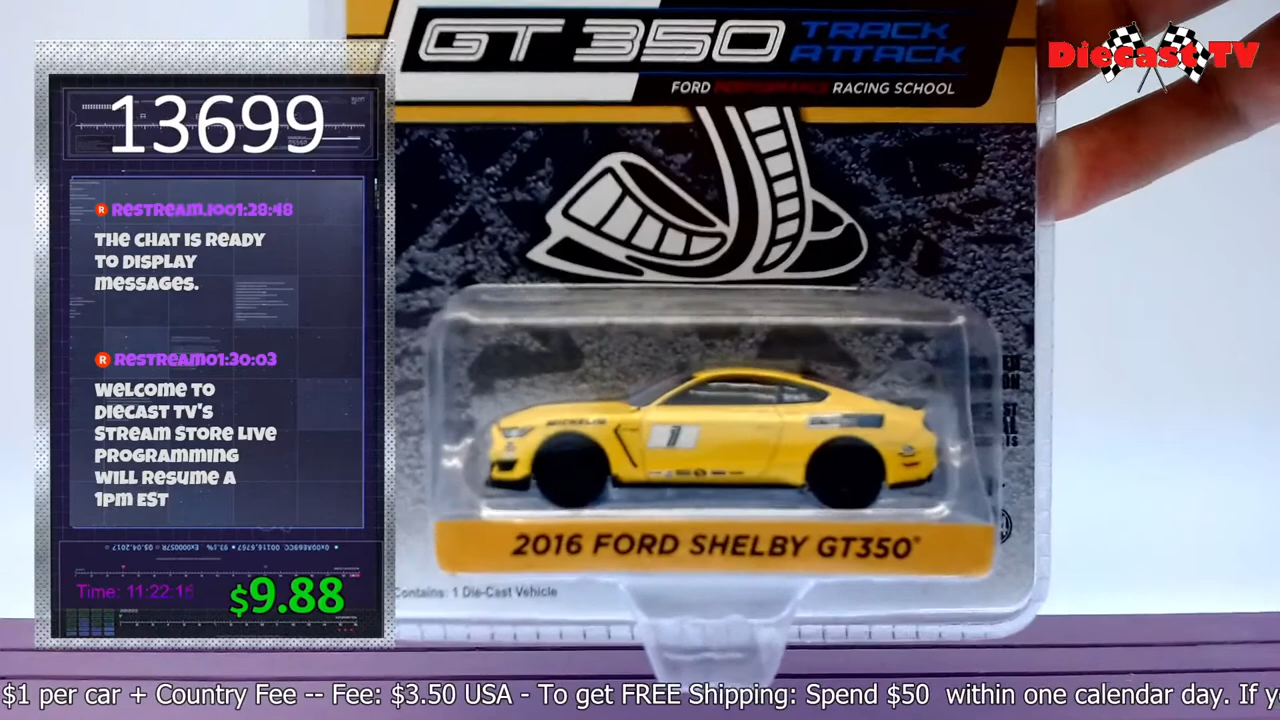 GT 350 TRACK ATTACK
FORD PERFORMANCE RACING SCHOOL
Diecast TV
13699
Restream.io01:28:48
THE CHAT IS READY
TO DISPLAY
messages.
Restream01:30:03
Welcome to
Diecast TV's
Stream Store Live
Programming
will resume a
1pm EST
Time: 11:22:15
$9.88
MICHELIN
1
2016 FORD SHELBY GT350®
Contains: 1 Die-Cast Vehicle
$1 per car + Country Fee -- Fee: $3.50 USA - To get FREE Shipping: Spend $50 within one calendar day. If y